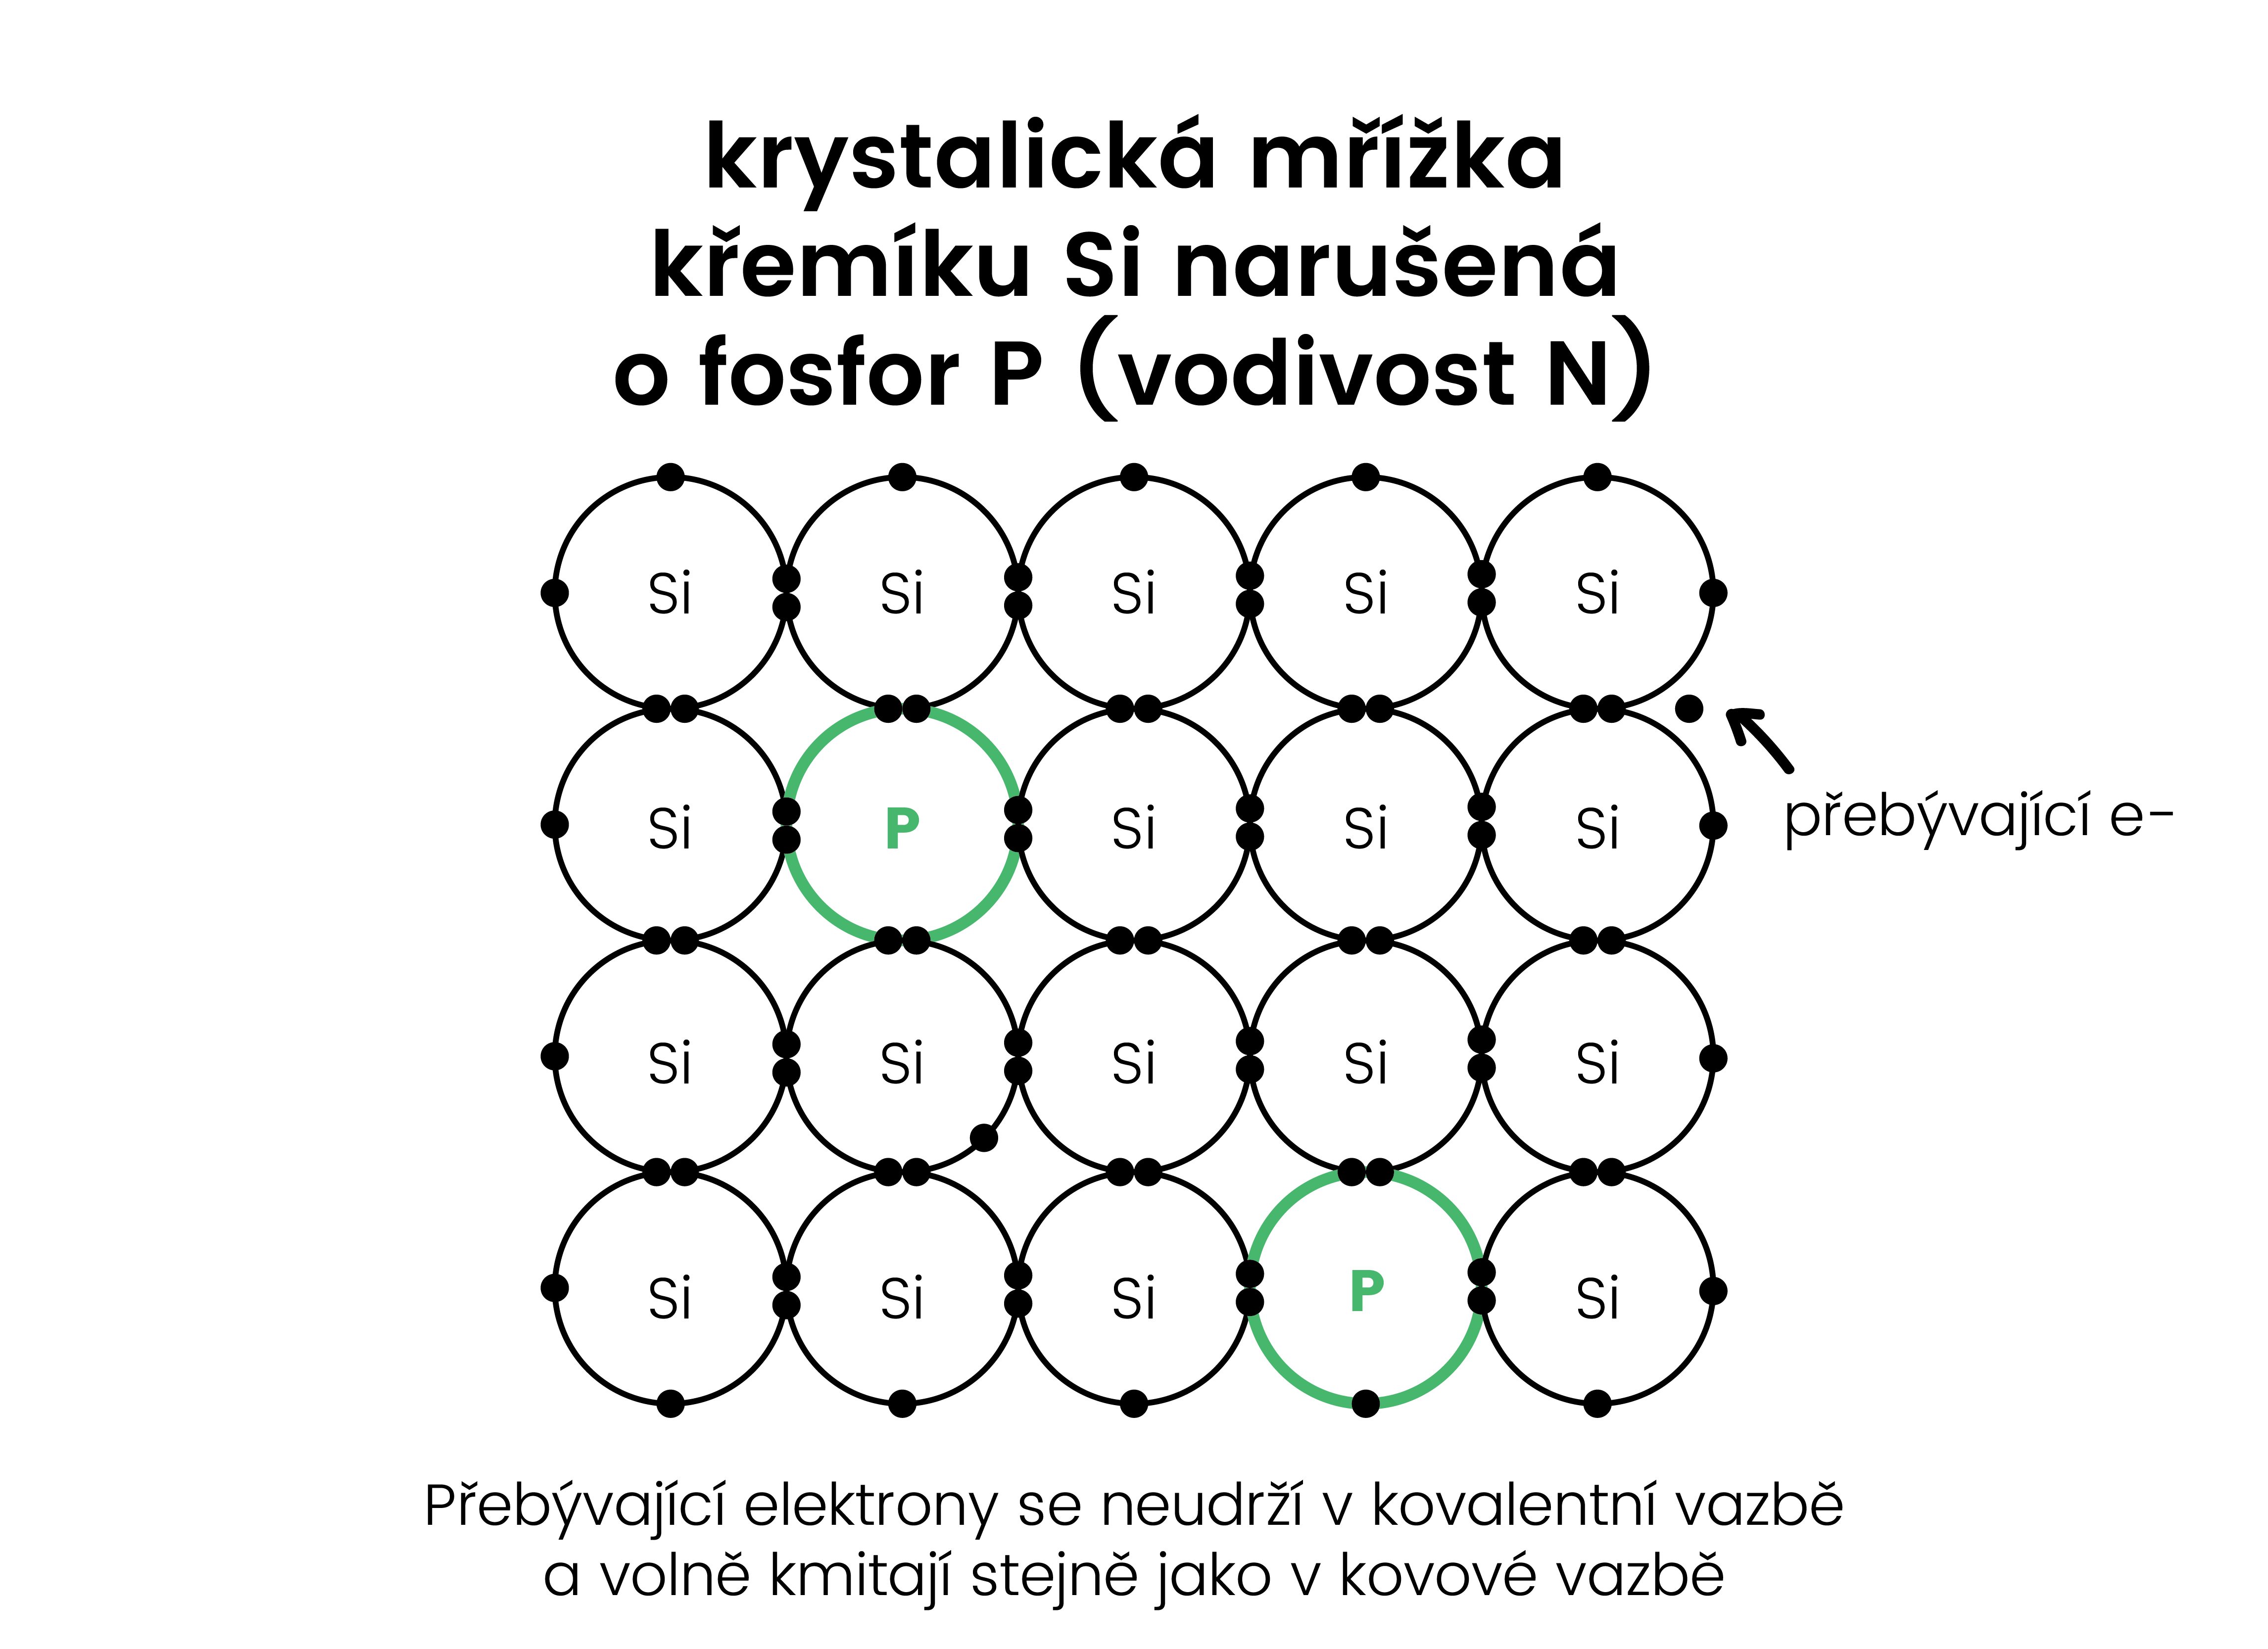 krystalická mřížka
křemíku Si narušená
o fosfor P (vodivost N)
Si Si Si Si Si
Si P Si Si Si
přebývající e-
Si Si Si Si Si
Si Si Si P Si
Přebývající elektrony se neudrží v kovalentní vazbě
a volně kmitají stejně jako v kovové vazbě